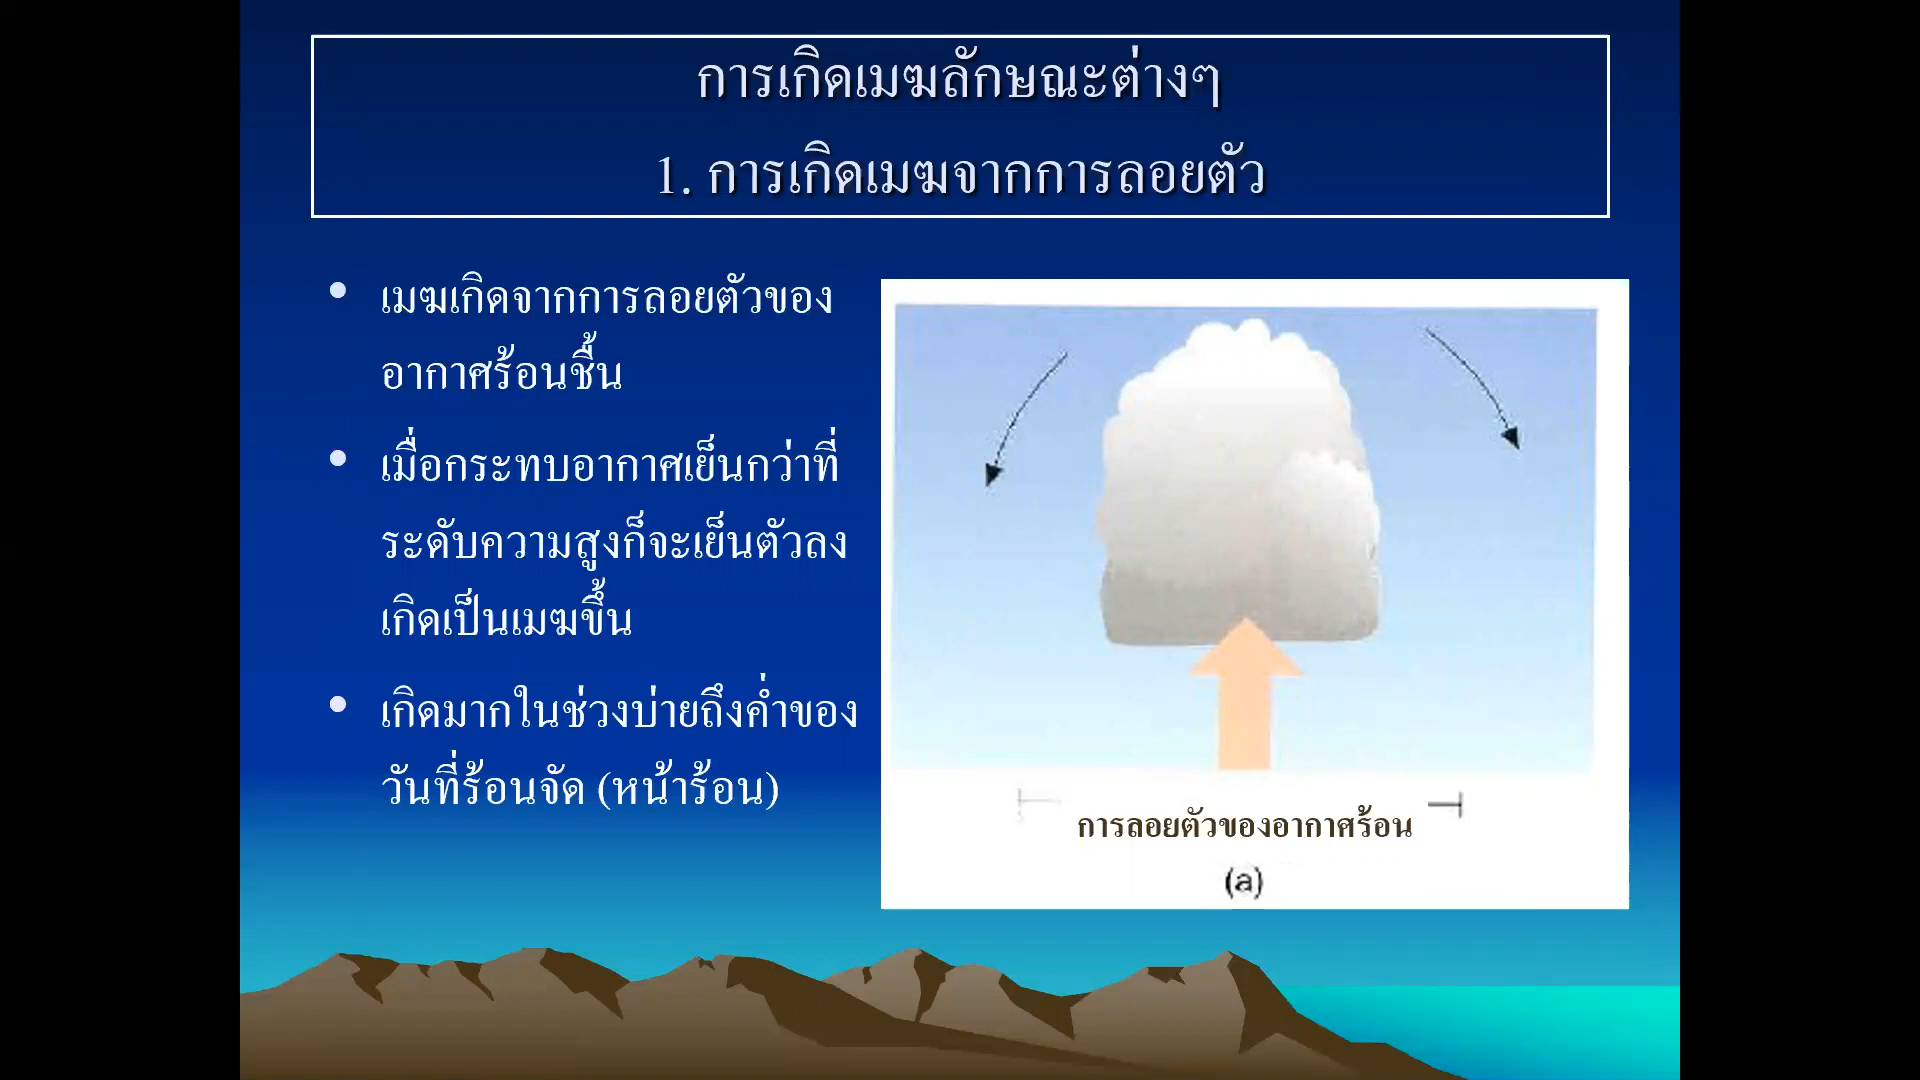 การเกิดเมฆลักษณะต่างๆ
1. การเกิดเมฆจากการลอยตัว
• เมฆเกิดจากการลอยตัวของ
อากาศร้อนชื้น
• เมื่อกระทบอากาศเย็นกว่าที่
ระดับความสูงก็จะเย็นตัวลง
เกิดเป็นเมฆขึ้น
• เกิดมากในช่วงบ่ายถึงค่ำของ
วันที่ร้อนจัด (หน้าร้อน)
การลอยตัวของอากาศร้อน
(a)